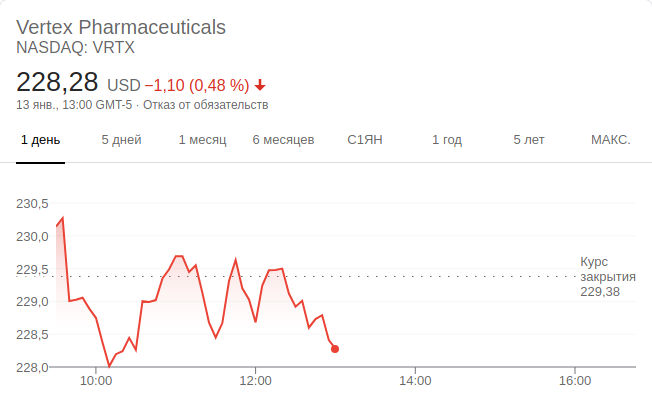 Vertex Pharmaceuticals
NASDAQ: VRTX
228,28 USD −1,10 (0,48 %)
13 янв., 13:00 GMT-5 · Отказ от обязательств
1 день 5 дней 1 месяц 6 месяцев С1ЯН 1 год 5 лет МАКС.
230,5
230,0
229,5
229,0
228,5
228,0
Курс
закрытия
229,38
10:00 12:00 14:00 16:00